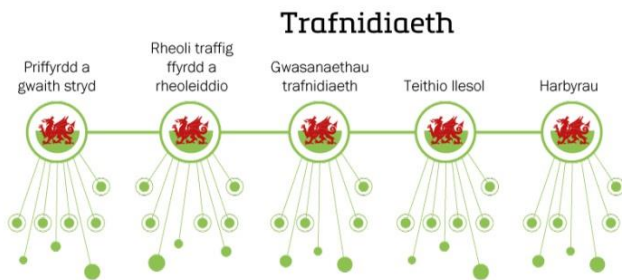 Trafnidiaeth
Priffyrdd a
gwaith stryd
Rheoli traffig
ffyrdd a
rheoleiddio
Gwasanaethau
trafnidiaeth
Teithio llesol
Harbyrau